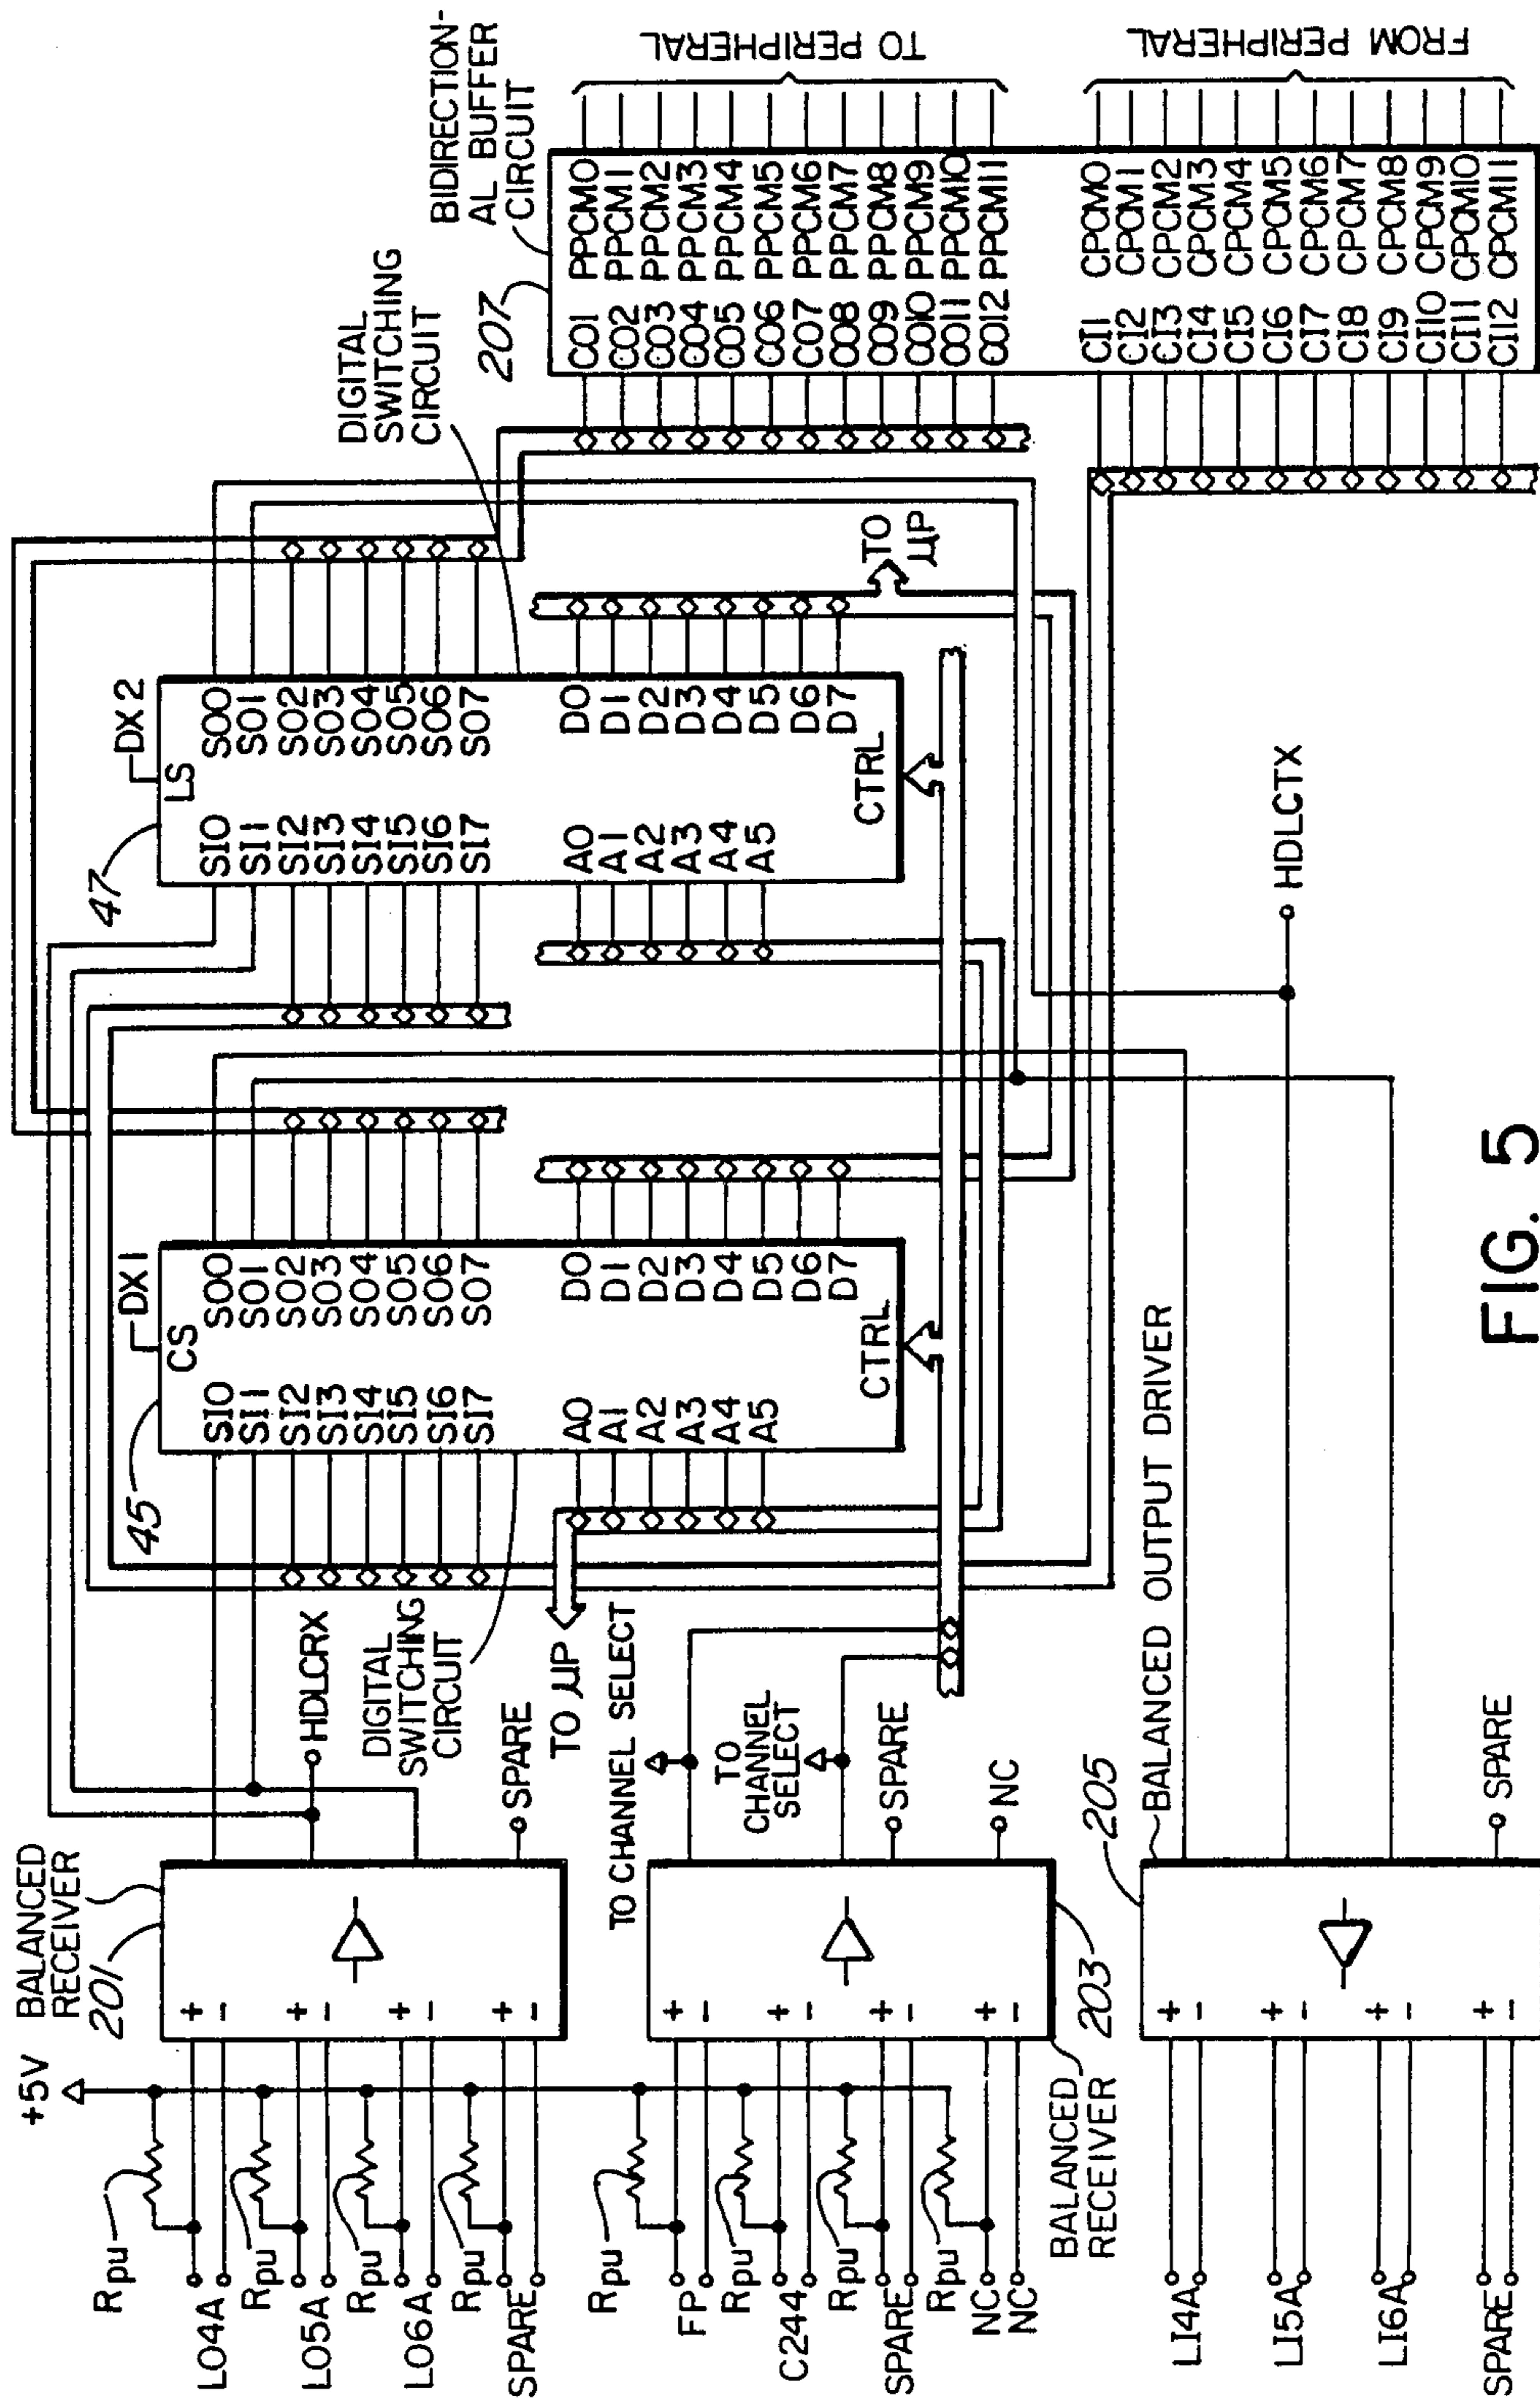 +5V
BALANCED
RECEIVER
201
Rpu
LO4A
Rpu
LO5A
Rpu
LO6A
Rpu
SPARE
+
-
+
-
+
-
+
-
HDLCRX
SPARE
Rpu
FP
Rpu
C244
Rpu
SPARE
Rpu
NC
NC
+
-
+
-
+
-
+
-
BALANCED
RECEIVER
203
TO CHANNEL SELECT
TO
CHANNEL
SELECT
SPARE
NC
LI4A
LI5A
LI6A
SPARE
+
-
+
-
+
-
+
-
205
BALANCED OUTPUT DRIVER
SPARE
HDLCTX
45
DX1
CS
SI0 SO0
SI1 SO1
SI2 SO2
SI3 SO3
SI4 SO4
SI5 SO5
SI6 SO6
SI7 SO7
A0 D0
A1 D1
A2 D2
A3 D3
A4 D4
A5 D5
D6
D7
CTRL
DIGITAL
SWITCHING
CIRCUIT
TO μP
47
DX2
LS
SI0 SO0
SI1 SO1
SI2 SO2
SI3 SO3
SI4 SO4
SI5 SO5
SI6 SO6
SI7 SO7
A0 D0
A1 D1
A2 D2
A3 D3
A4 D4
A5 D5
D6
D7
CTRL
DIGITAL
SWITCHING
CIRCUIT
TO
μP
207
BIDIRECTION-
AL BUFFER
CIRCUIT
CO1 PPCM0
CO2 PPCM1
CO3 PPCM2
CO4 PPCM3
CO5 PPCM4
CO6 PPCM5
CO7 PPCM6
CO8 PPCM7
CO9 PPCM8
CO10 PPCM9
CO11 PPCM10
CO12 PPCM11
TO PERIPHERAL
CI1 CPCM0
CI2 CPCM1
CI3 CPCM2
CI4 CPCM3
CI5 CPCM4
CI6 CPCM5
CI7 CPCM6
CI8 CPCM7
CI9 CPCM8
CI10 CPCM9
CI11 CPCM10
CI12 CPCM11
FROM PERIPHERAL
FIG. 5